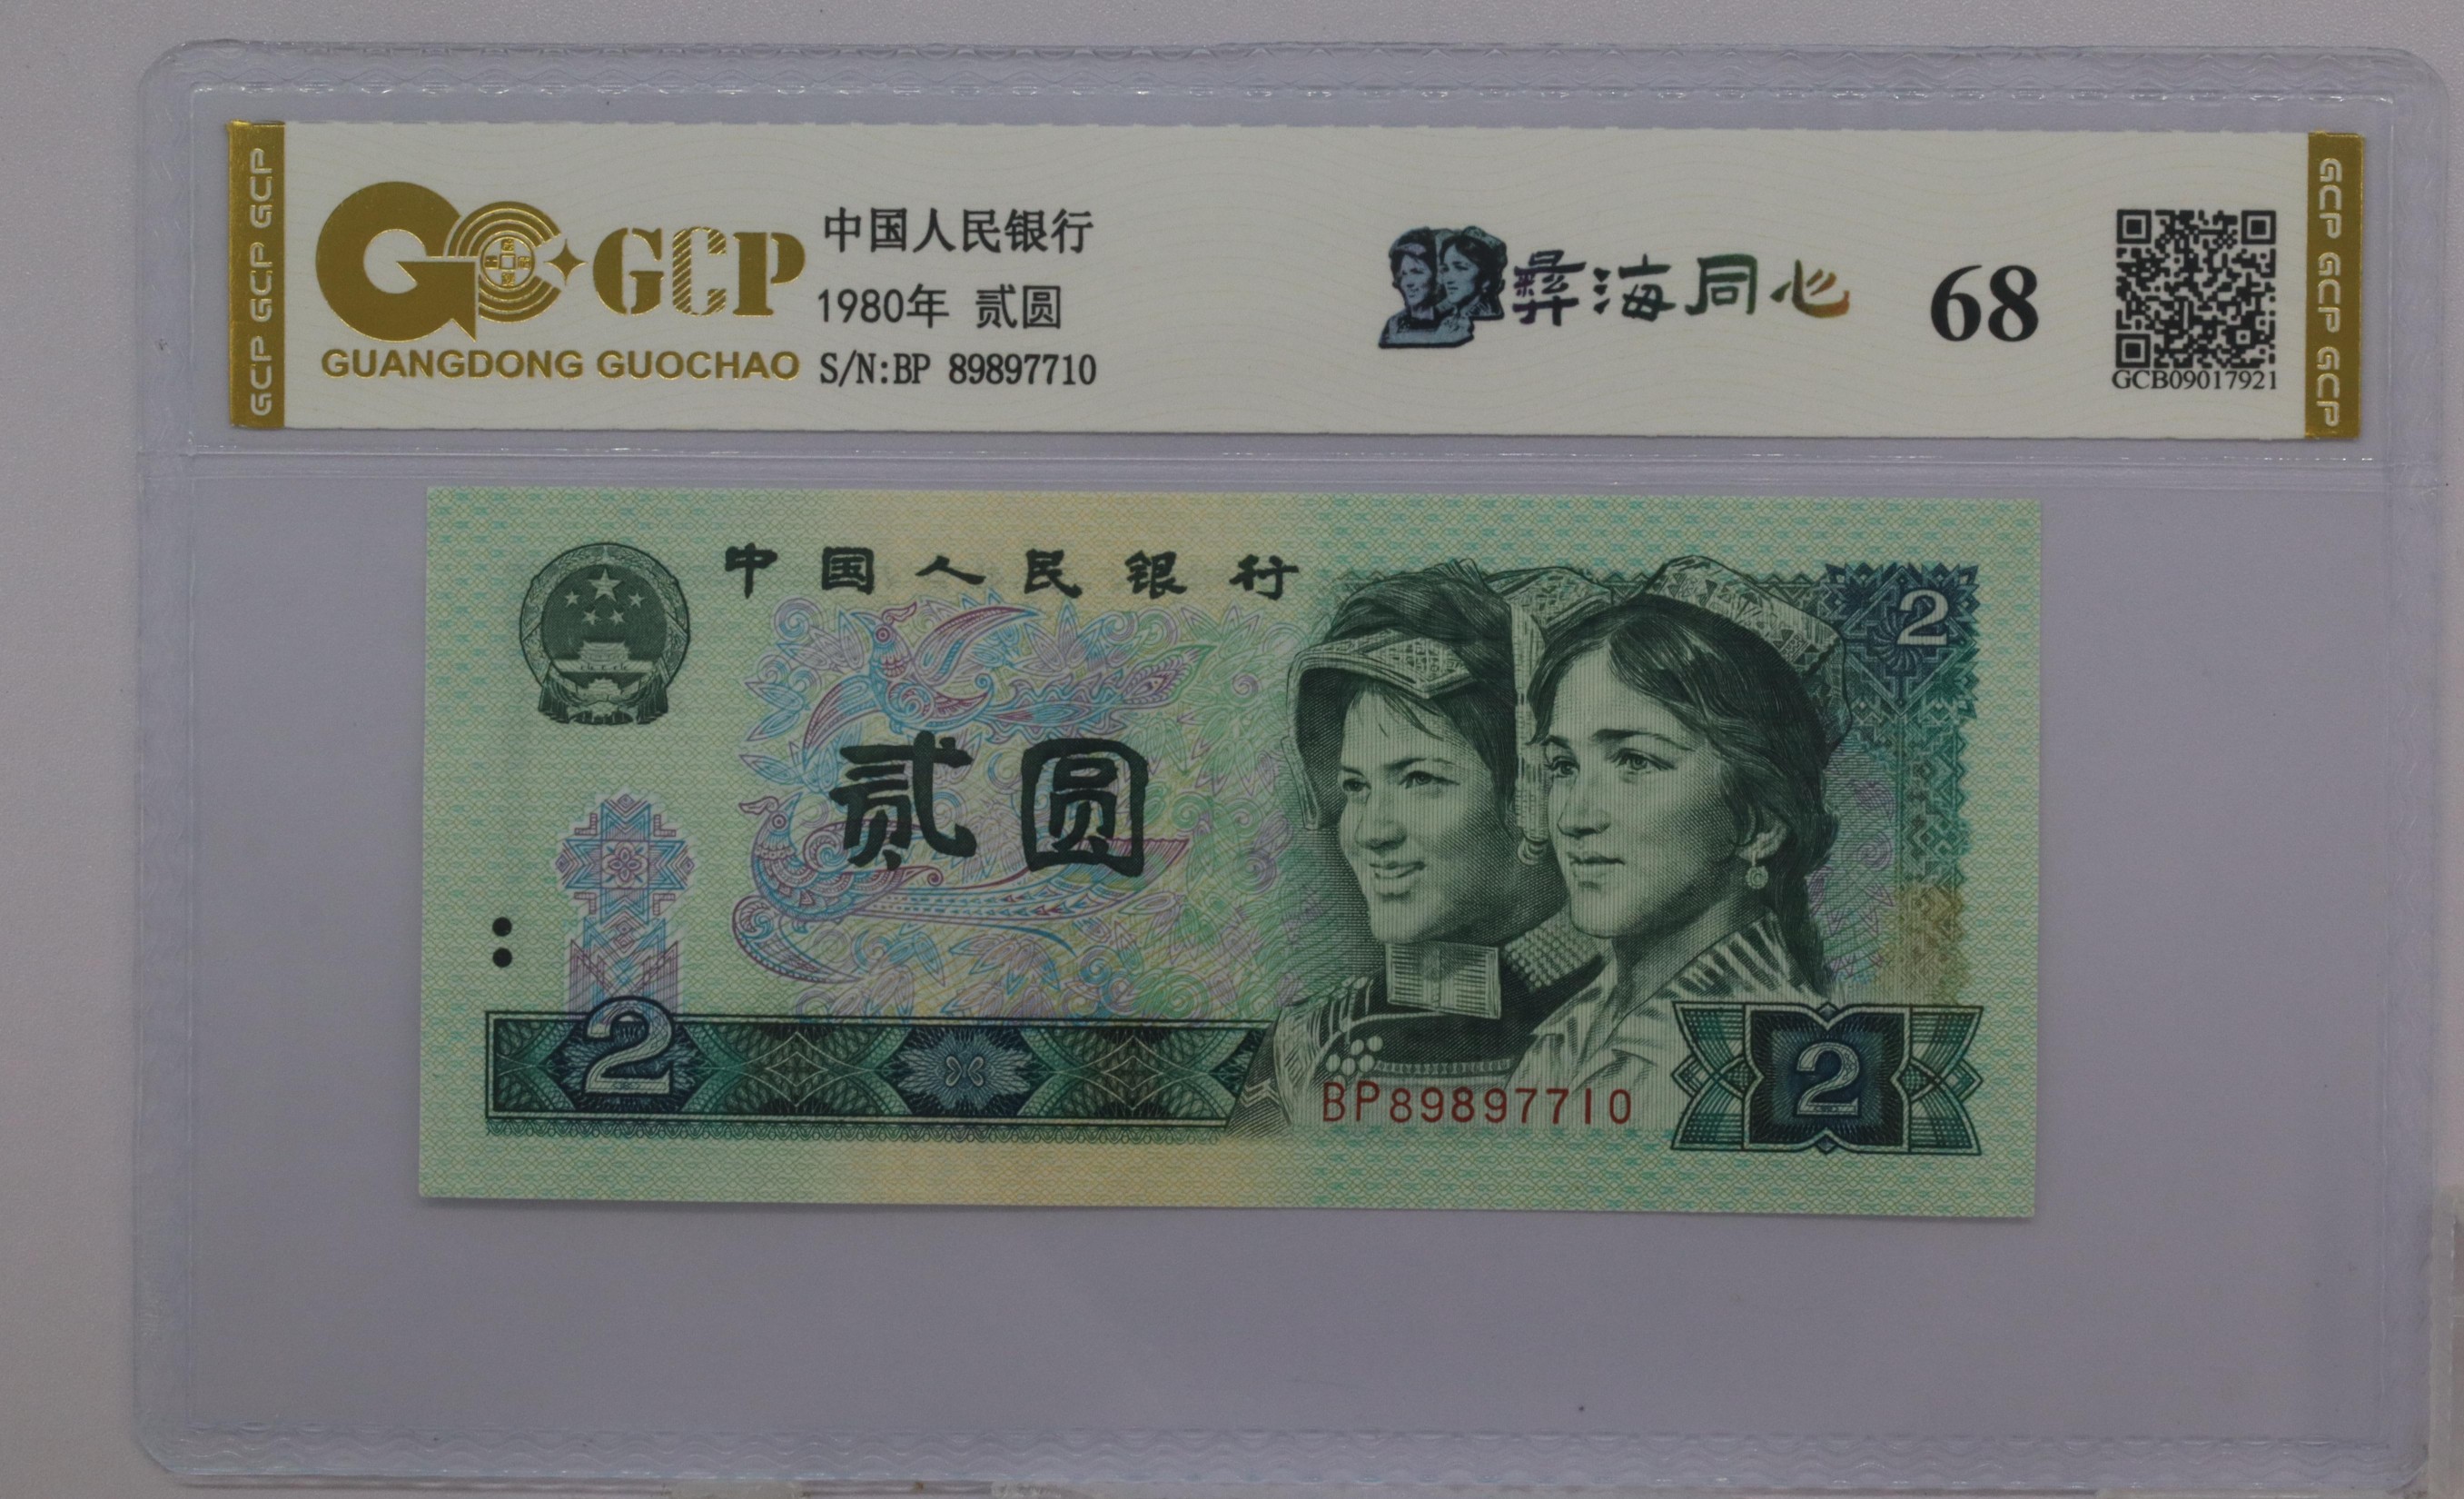 GCP GCP GCP
GCP
GUANGDONG GUOCHAO
中国人民银行
1980年 贰圆
S/N:BP 89897710
彝海同心
68
GCB09017921
GCP GCP GCP
中国人民银行
2
贰圆
2
BP89897710
2